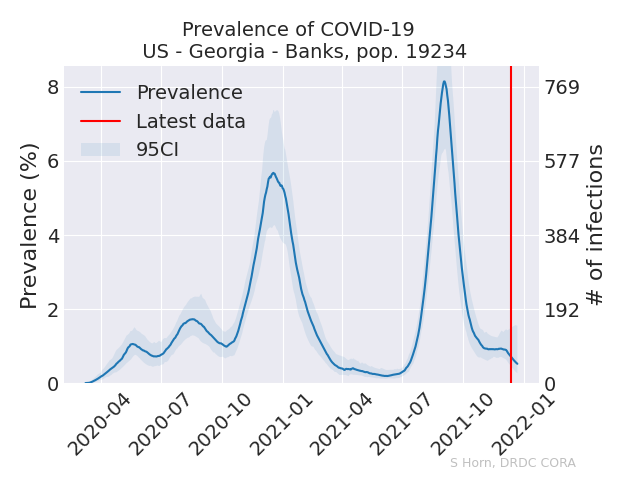 Prevalence of COVID-19
US - Georgia - Banks, pop. 19234
Prevalence
Latest data
95CI
Prevalence (%)
8
6
4
2
0
769
577
384
192
0
# of infections
2020-04
2020-07
2020-10
2021-01
2021-04
2021-07
2021-10
2022-01
S Horn, DRDC CORA